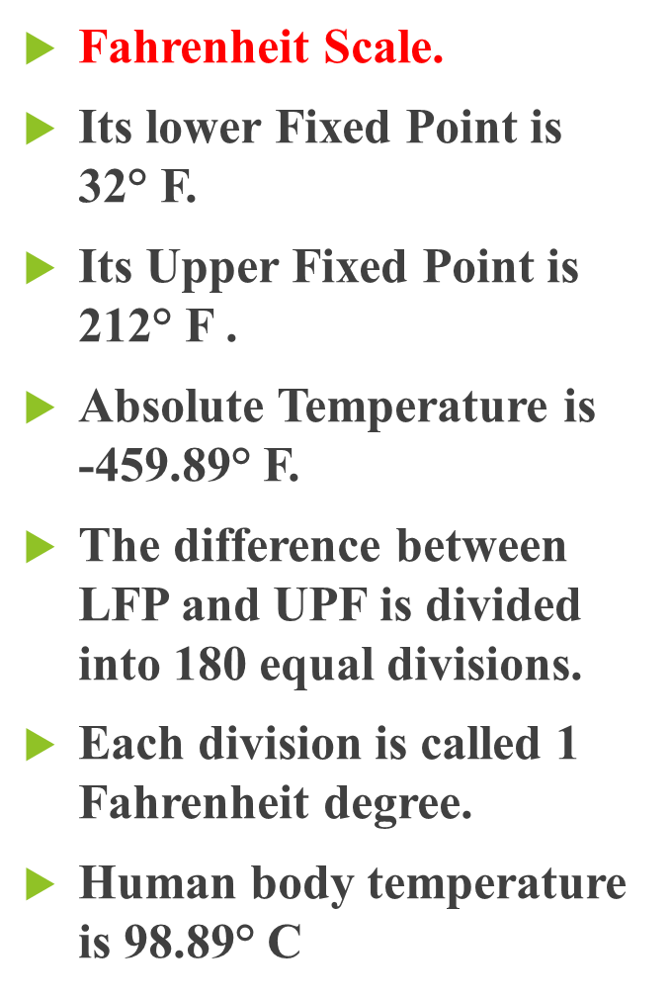 Fahrenheit Scale.
Its lower Fixed Point is
32° F.
Its Upper Fixed Point is
212° F .
Absolute Temperature is
-459.89° F.
The difference between
LFP and UPF is divided
into 180 equal divisions.
Each division is called 1
Fahrenheit degree.
Human body temperature
is 98.89° C